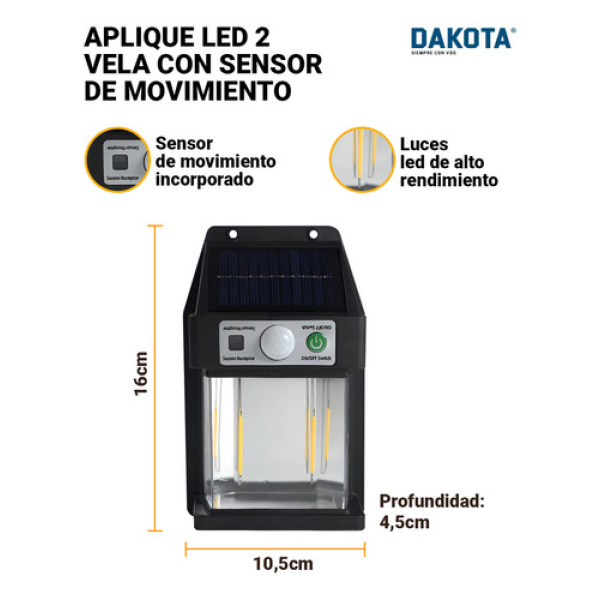 APLIQUE LED 2
VELA CON SENSOR
DE MOVIMIENTO
DAKOTA®
SIEMPRE CON VOS
Sensor Receptor
Sensor Receptor
Sensor
de movimiento
incorporado
Luces
led de alto
rendimiento
16cm
Sensor Receptor
ON/OFF Switch
Sensor Receptor
ON/OFF Switch
Profundidad:
4,5cm
10,5cm